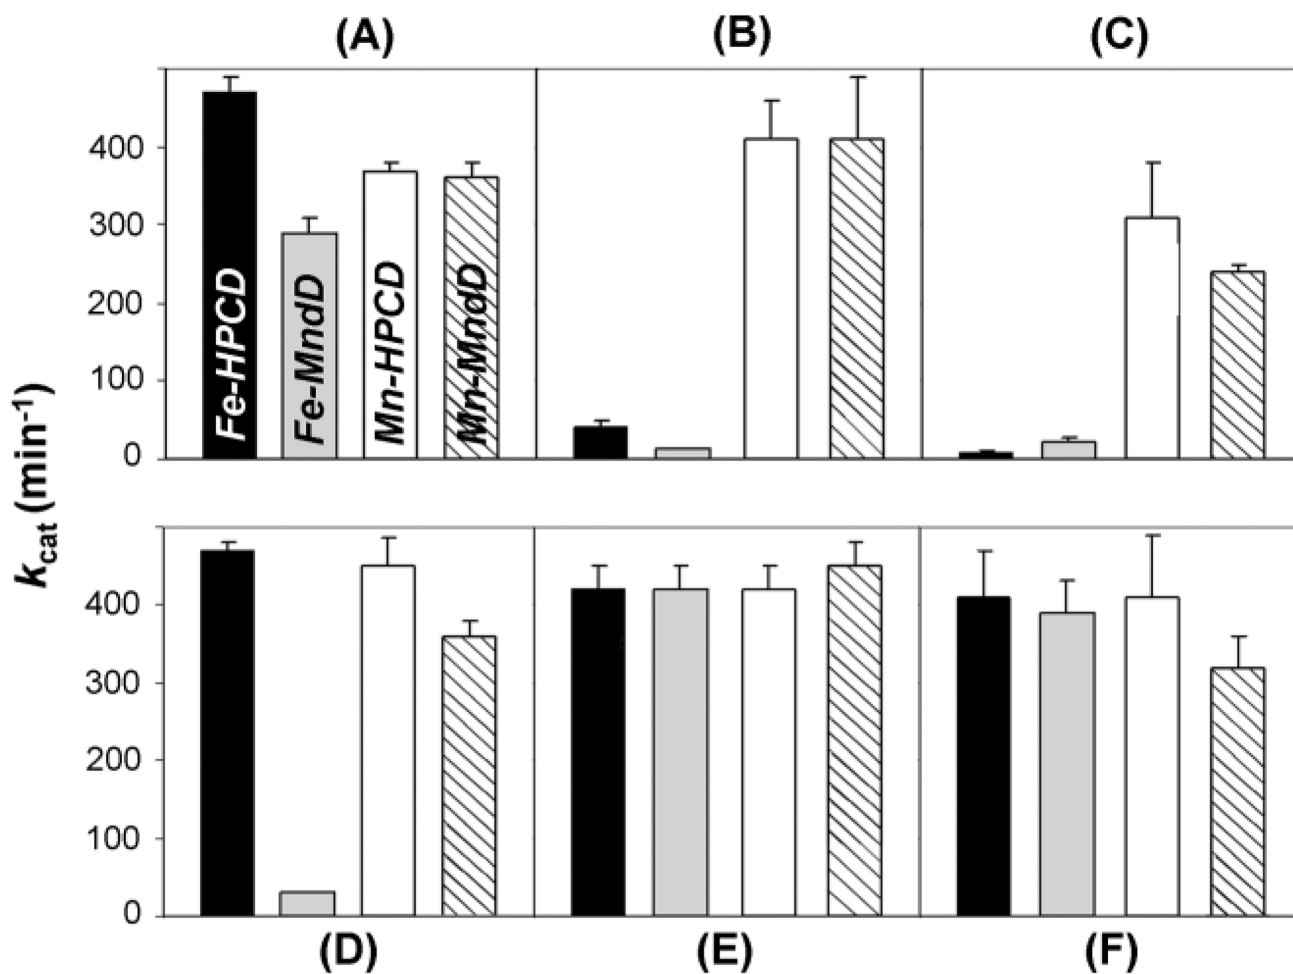 (A) (B) (C)
400
300
200
100
0
Fe-HPCD
Fe-MndD
Mn-HPCD
Mn-MndD
kcat (min-1)
400
300
200
100
0
(D) (E) (F)